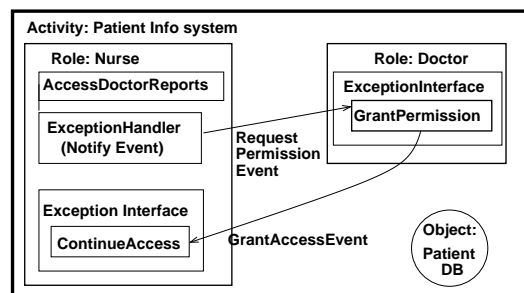 Activity: Patient Info system
Role: Nurse
AccessDoctorReports
ExceptionHandler
(Notify Event)
Exception Interface
ContinueAccess
Request
Permission
Event
GrantAccessEvent
Role: Doctor
ExceptionInterface
GrantPermission
Object:
Patient
DB